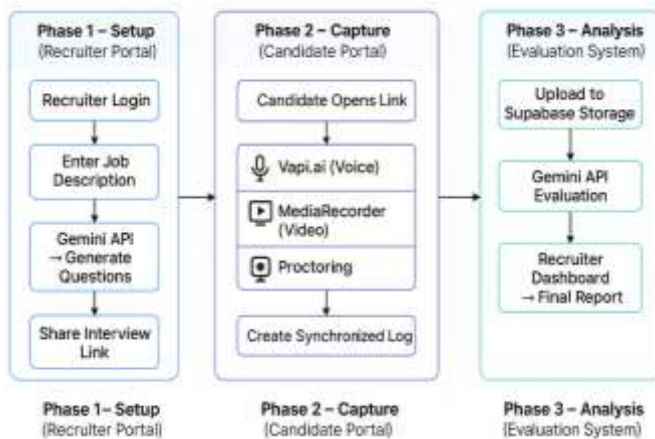 Phase 1 – Setup
(Recruiter Portal)
Recruiter Login
Enter Job
Description
Gemini API
→ Generate
Questions
Share Interview
Link
Phase 2 – Capture
(Candidate Portal)
Candidate Opens Link
Vapi.ai (Voice)
MediaRecorder
(Video)
Proctoring
Create Synchronized Log
Phase 3 – Analysis
(Evaluation System)
Upload to
Supabase Storage
Gemini API
Evaluation
Recruiter
Dashboard
→ Final Report
Phase 1 – Setup
(Recruiter Portal)
Phase 2 – Capture
(Candidate Portal)
Phase 3 – Analysis
(Evaluation System)